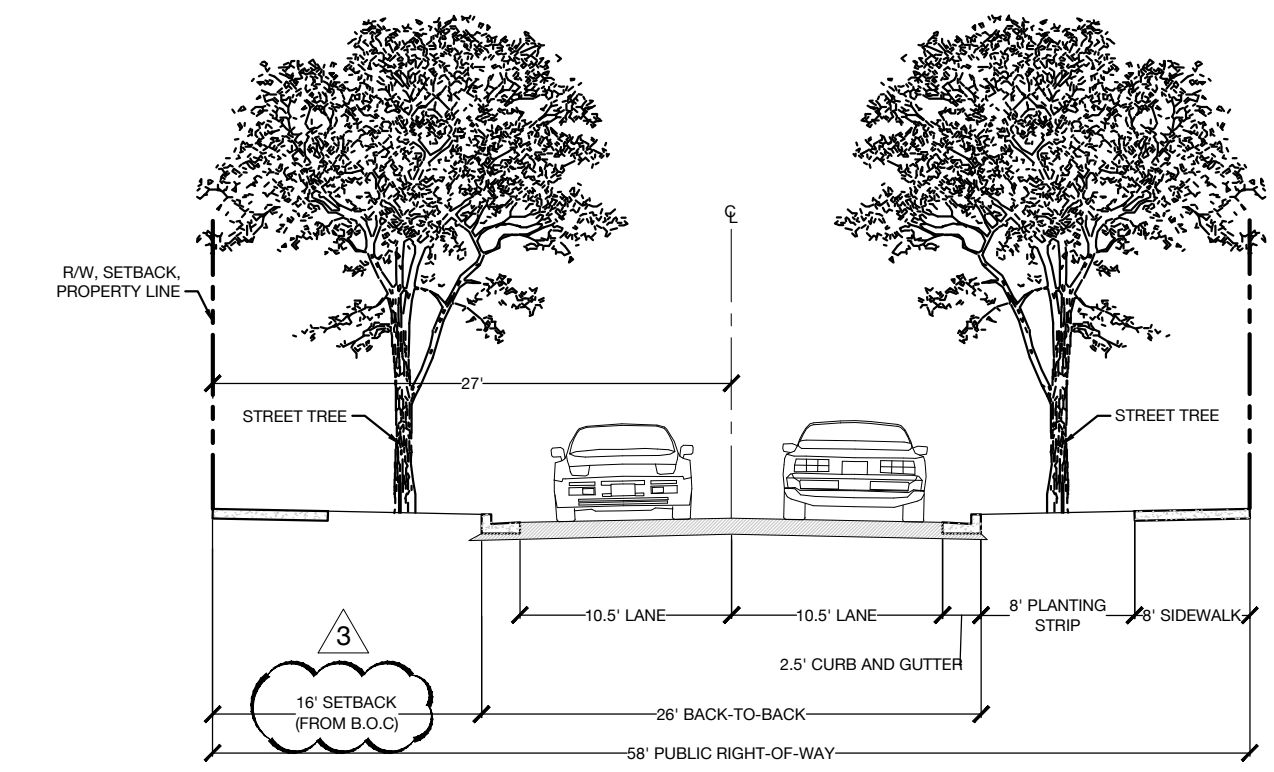 ℄
R/W, SETBACK,
PROPERTY LINE
27'
STREET TREE
STREET TREE
10.5' LANE
10.5' LANE
8' PLANTING
STRIP
8' SIDEWALK
2.5' CURB AND GUTTER
3
16' SETBACK
(FROM B.O.C)
26' BACK-TO-BACK
58' PUBLIC RIGHT-OF-WAY